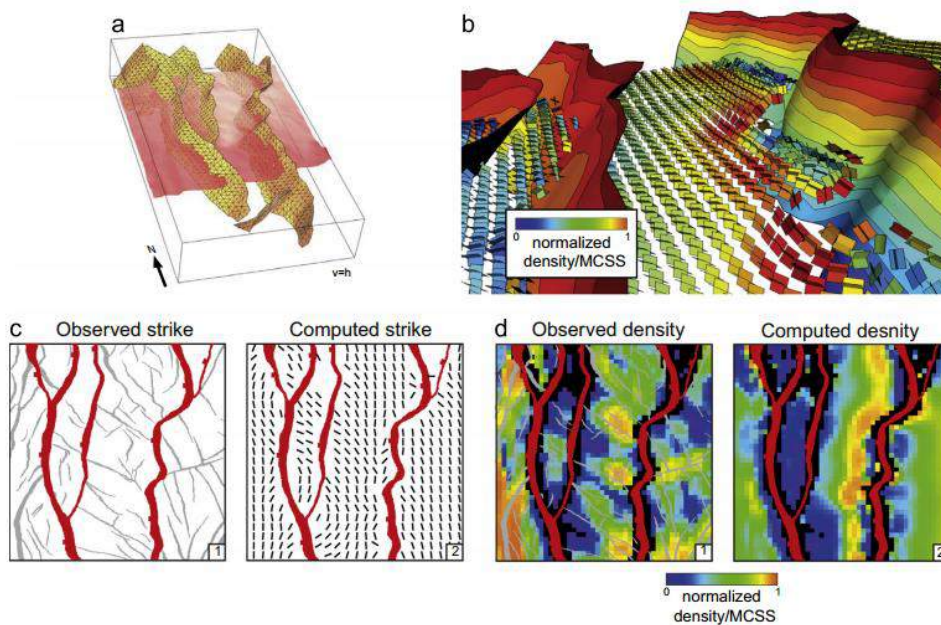 a
b
N
v=h
0 1
normalized
density/MCSS
c Observed strike Computed strike
d Observed density Computed desnity
1 2 1 2
0 1
normalized
density/MCSS